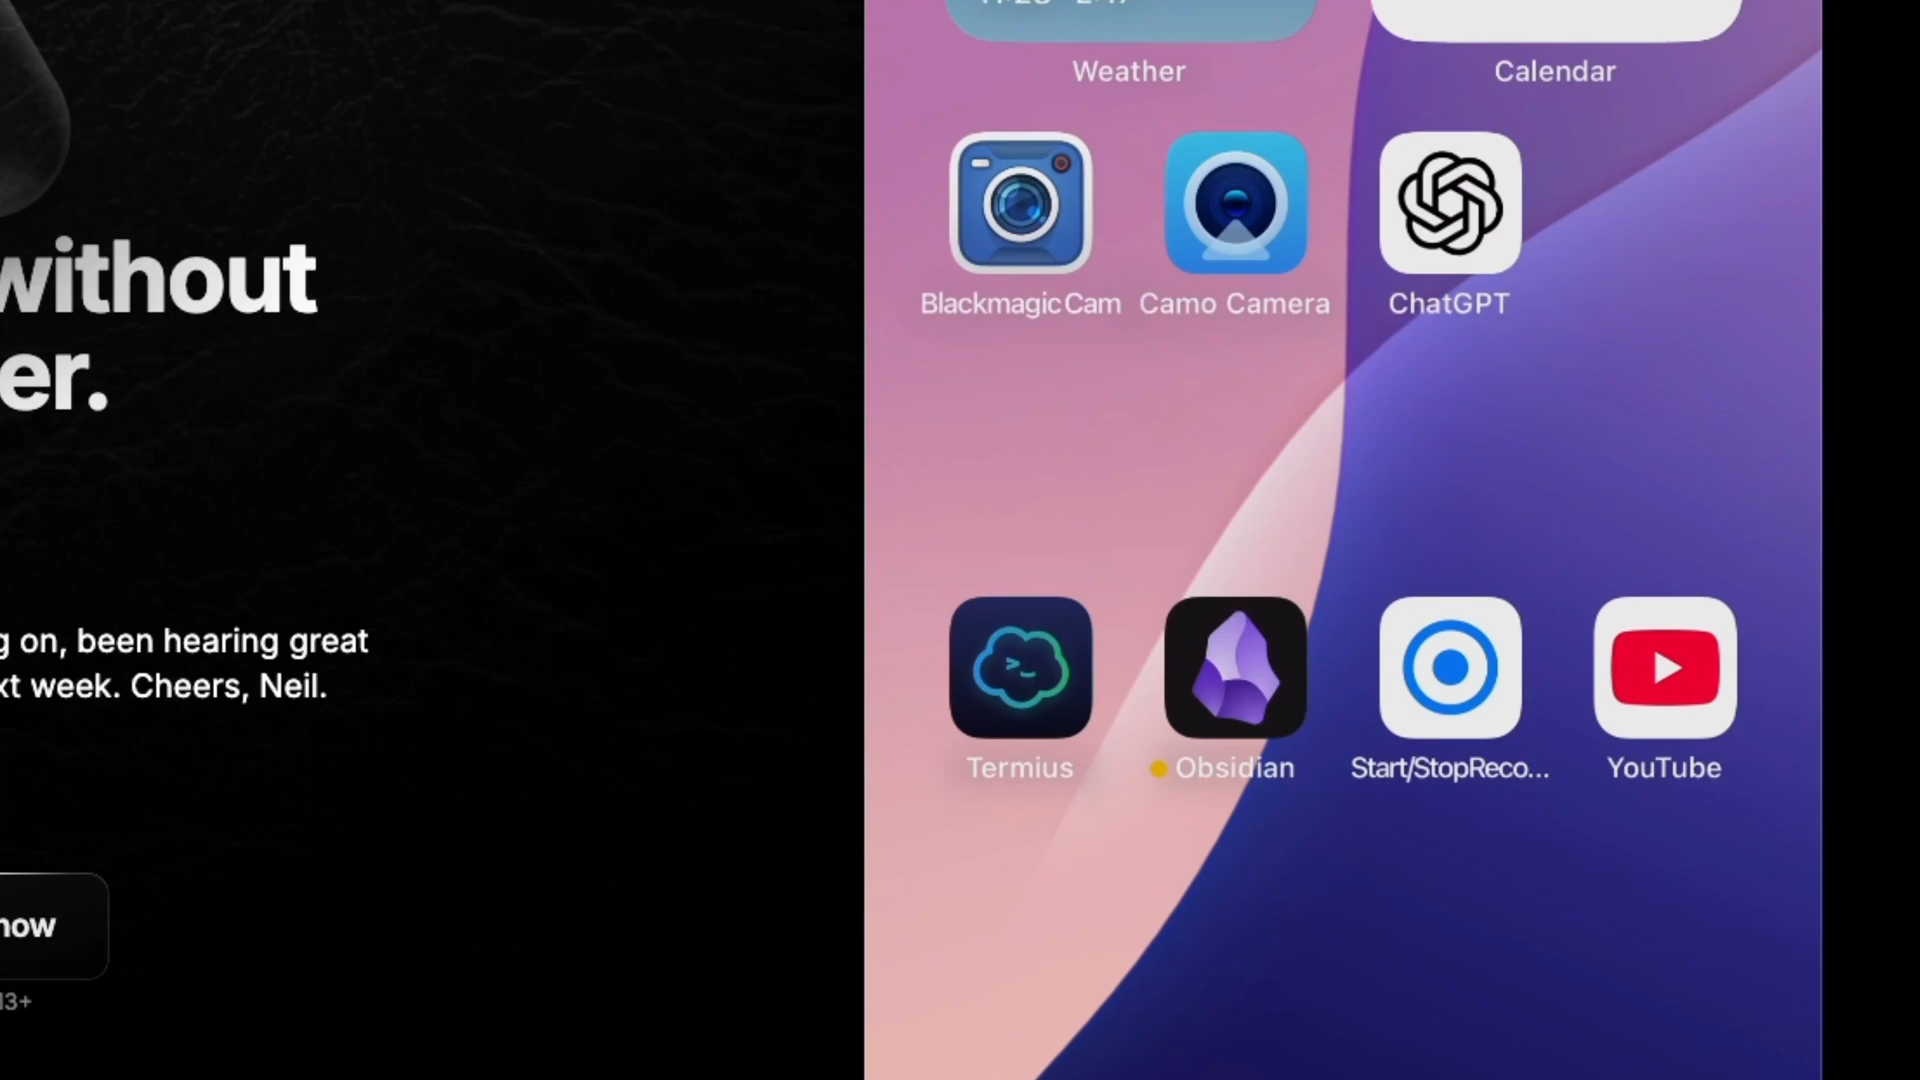 without
er.
g on, been hearing great
xt week. Cheers, Neil.
now
13+
Weather
Calendar
Blackmagic Cam
Camo Camera
ChatGPT
Termius
Obsidian
Start/StopReco...
YouTube